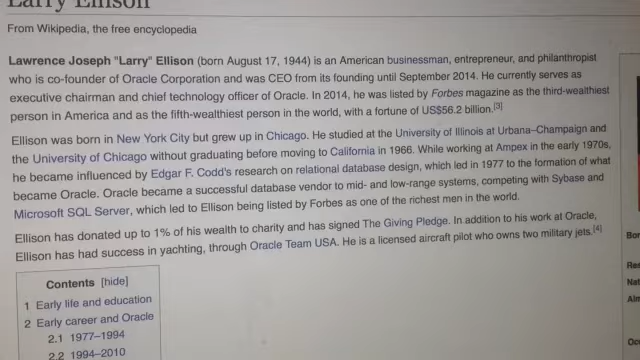 Larry Ellison
From Wikipedia, the free encyclopedia
Lawrence Joseph "Larry" Ellison (born August 17, 1944) is an American businessman, entrepreneur, and philanthropist
who is co-founder of Oracle Corporation and was CEO from its founding until September 2014. He currently serves as
executive chairman and chief technology officer of Oracle. In 2014, he was listed by Forbes magazine as the third-wealthiest
person in America and as the fifth-wealthiest person in the world, with a fortune of US$56.2 billion.[3]
Ellison was born in New York City but grew up in Chicago. He studied at the University of Illinois at Urbana–Champaign and
the University of Chicago without graduating before moving to California in 1966. While working at Ampex in the early 1970s,
he became influenced by Edgar F. Codd's research on relational database design, which led in 1977 to the formation of what
became Oracle. Oracle became a successful database vendor to mid- and low-range systems, competing with Sybase and
Microsoft SQL Server, which led to Ellison being listed by Forbes as one of the richest men in the world.
Ellison has donated up to 1% of his wealth to charity and has signed The Giving Pledge. In addition to his work at Oracle,
Ellison has had success in yachting, through Oracle Team USA. He is a licensed aircraft pilot who owns two military jets.[4]
Contents [hide]
1 Early life and education
2 Early career and Oracle
2.1 1977–1994
2.2 1994–2010
Bor
Nat
Alm
Occ